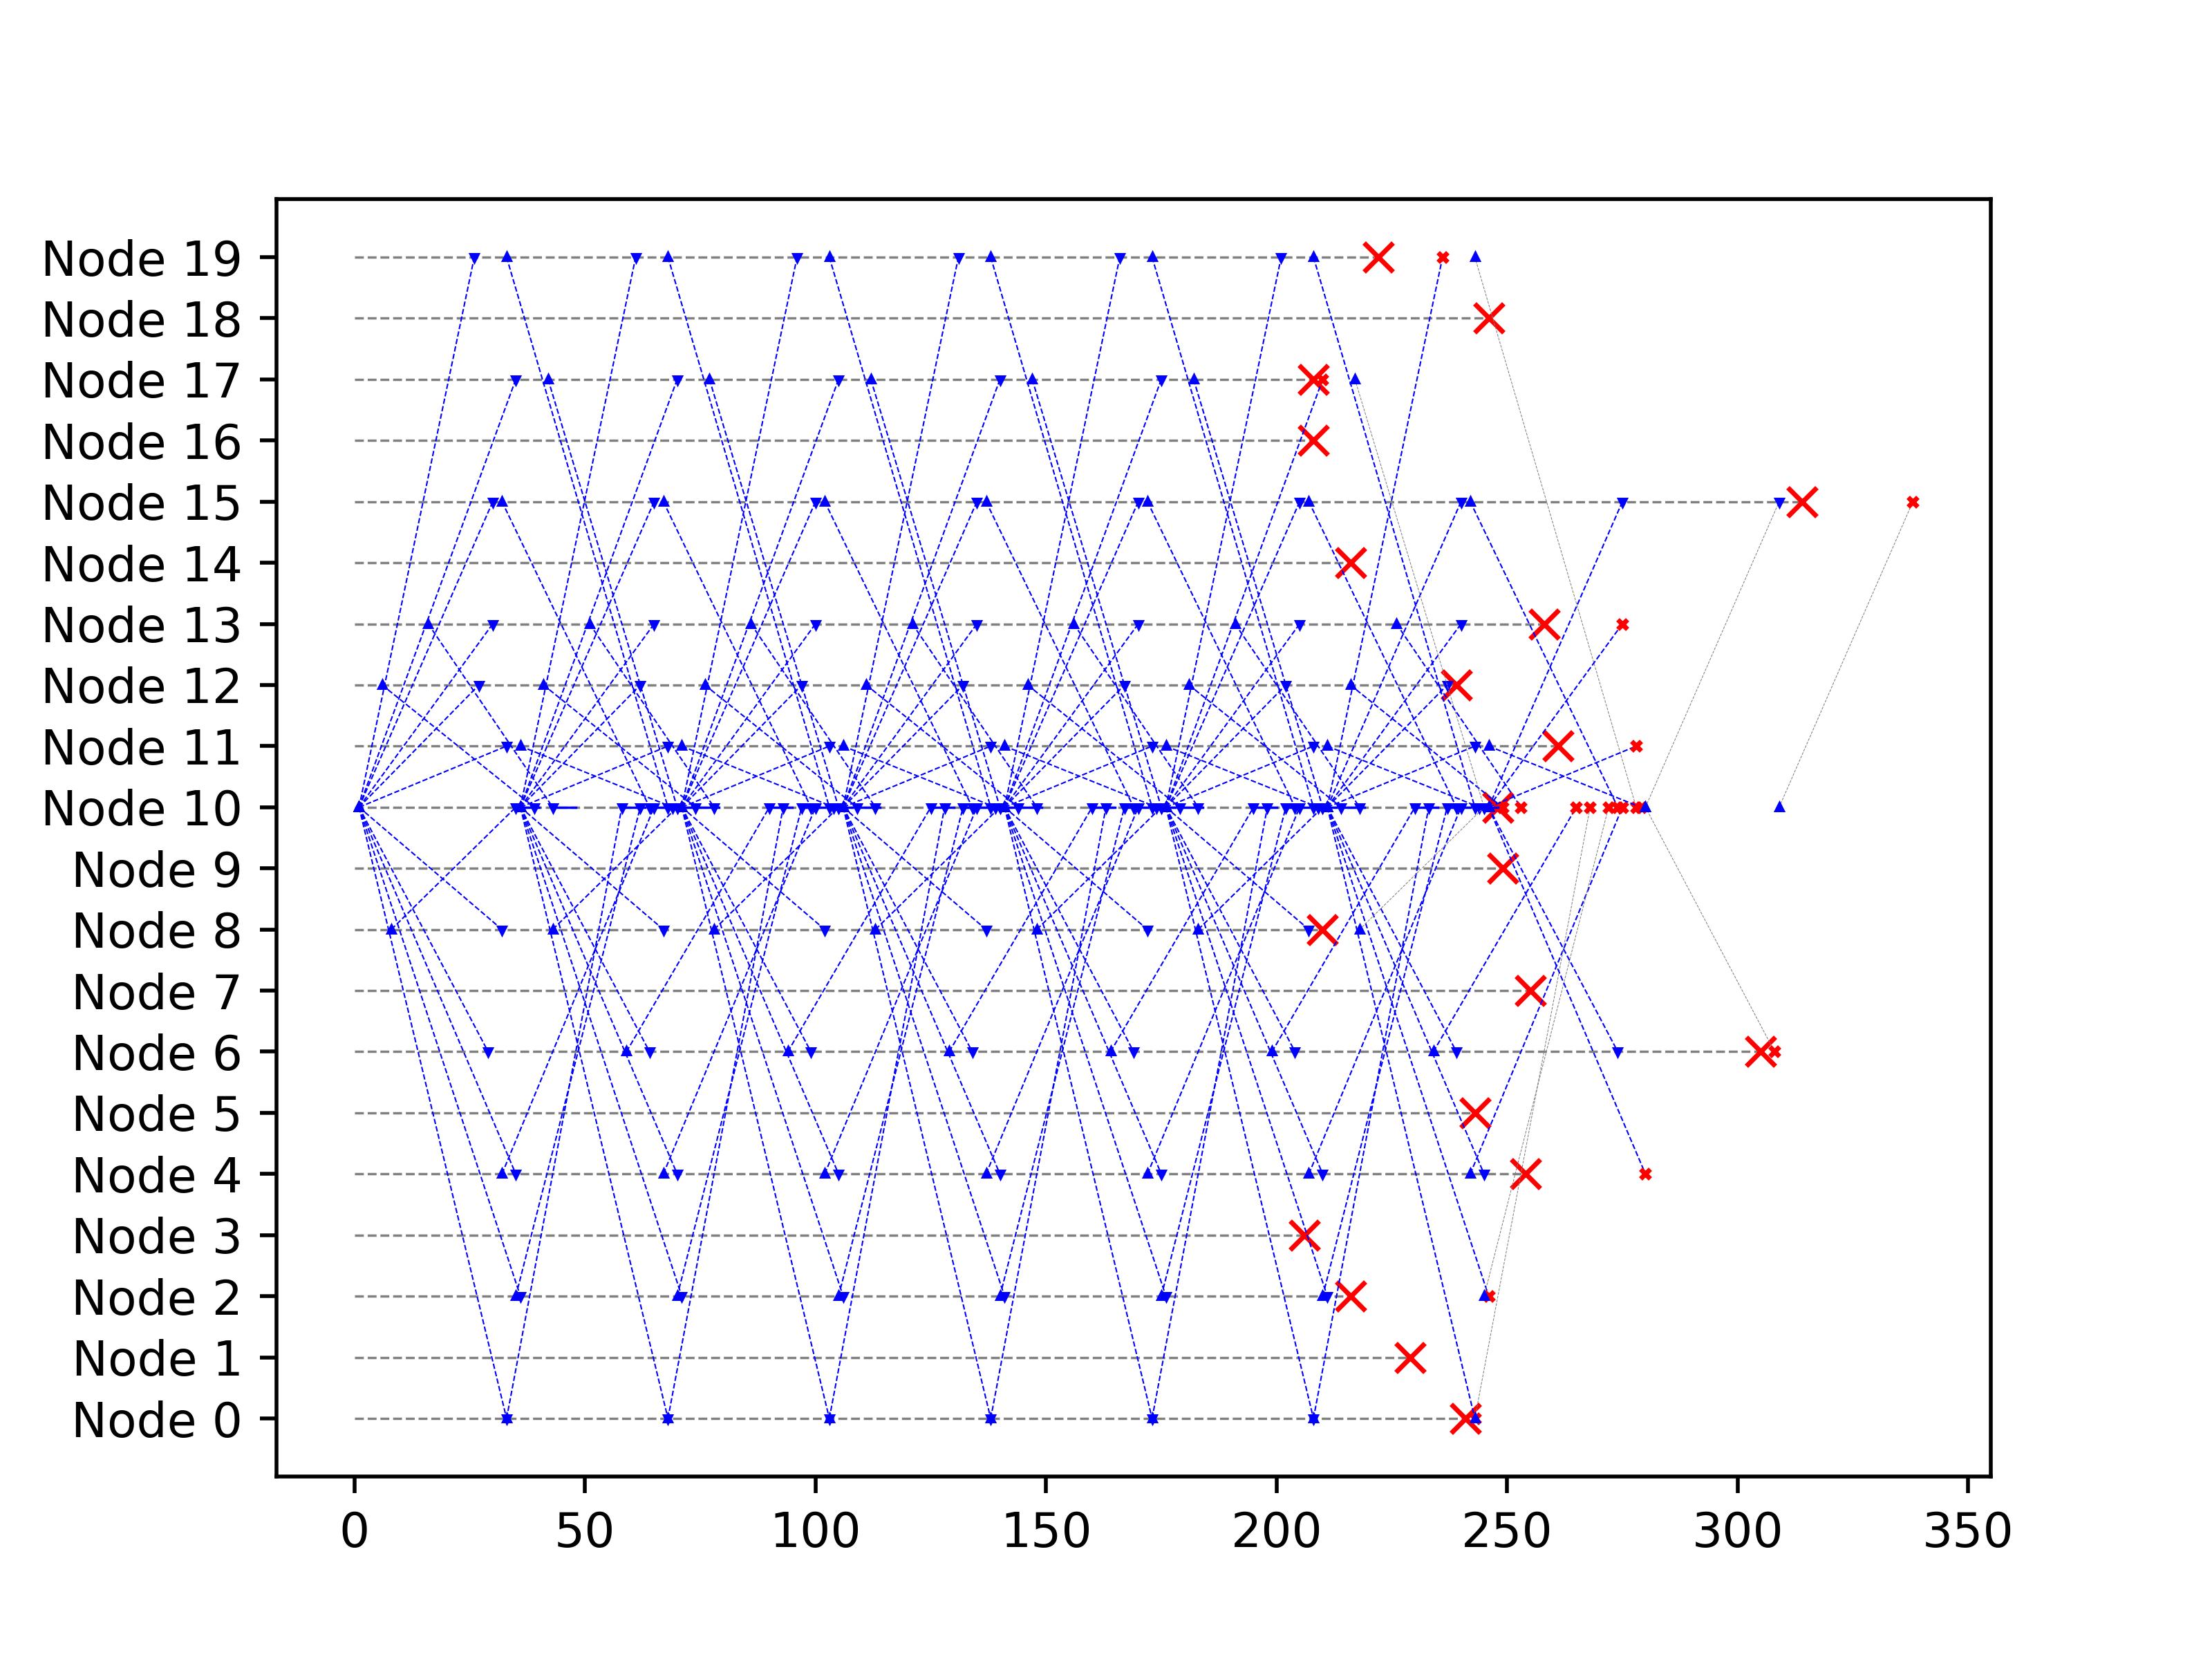 Node 19
Node 18
Node 17
Node 16
Node 15
Node 14
Node 13
Node 12
Node 11
Node 10
Node 9
Node 8
Node 7
Node 6
Node 5
Node 4
Node 3
Node 2
Node 1
Node 0
0 50 100 150 200 250 300 350